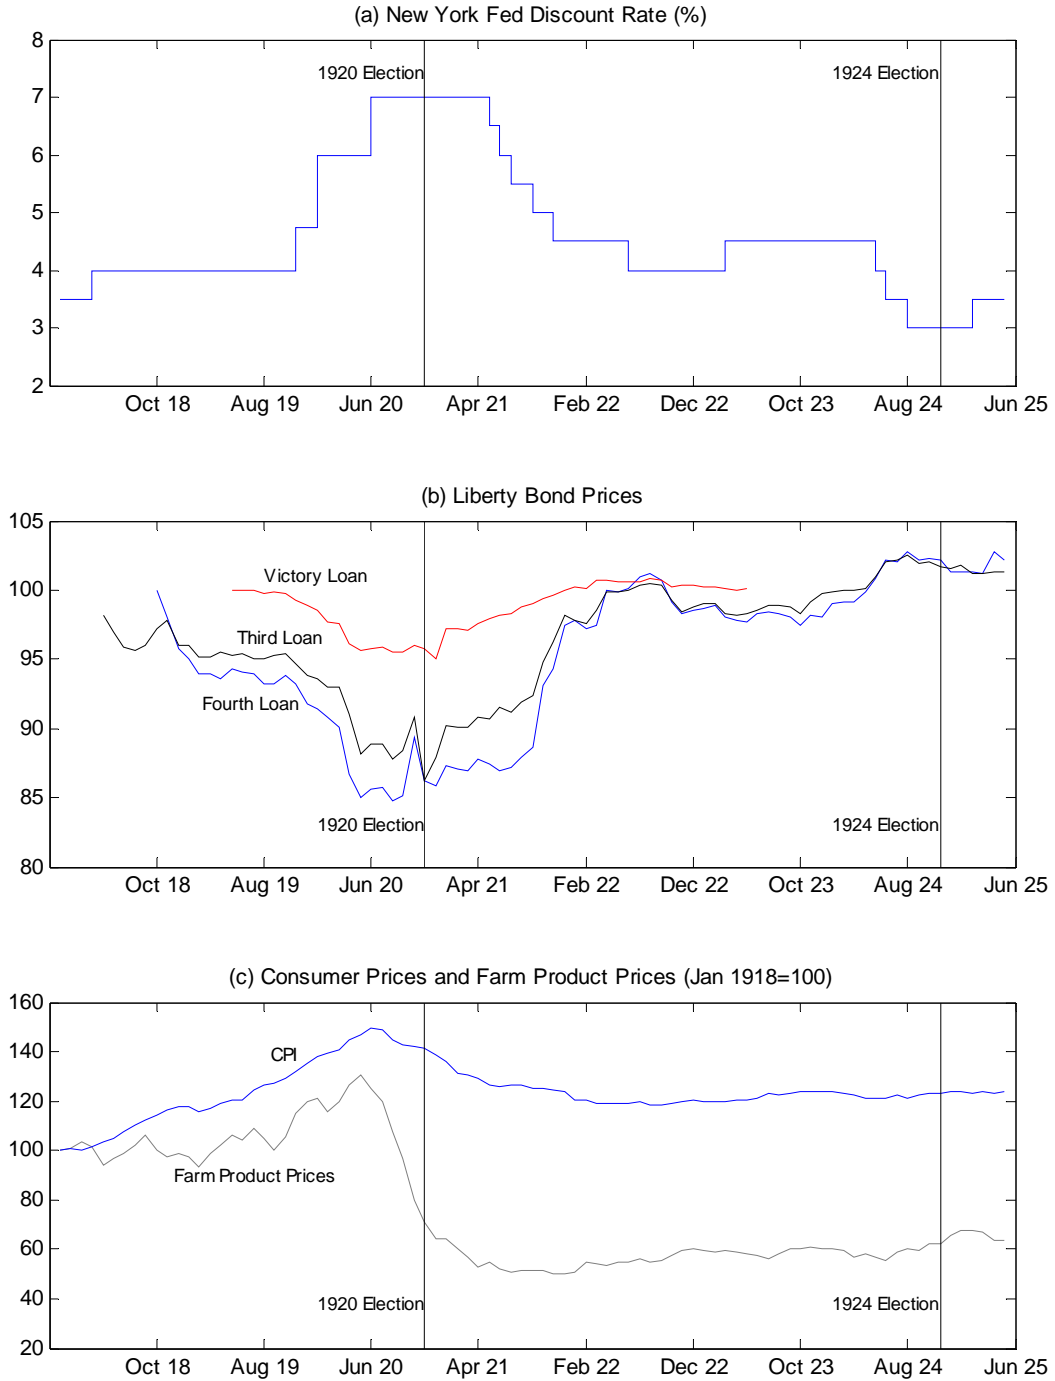 (a) New York Fed Discount Rate (%)
8
7
6
5
4
3
2
1920 Election
1924 Election
Oct 18 Aug 19 Jun 20 Apr 21 Feb 22 Dec 22 Oct 23 Aug 24 Jun 25
(b) Liberty Bond Prices
105
100
95
90
85
80
Victory Loan
Third Loan
Fourth Loan
1920 Election
1924 Election
Oct 18 Aug 19 Jun 20 Apr 21 Feb 22 Dec 22 Oct 23 Aug 24 Jun 25
(c) Consumer Prices and Farm Product Prices (Jan 1918=100)
160
140
120
100
80
60
40
20
CPI
Farm Product Prices
1920 Election
1924 Election
Oct 18 Aug 19 Jun 20 Apr 21 Feb 22 Dec 22 Oct 23 Aug 24 Jun 25